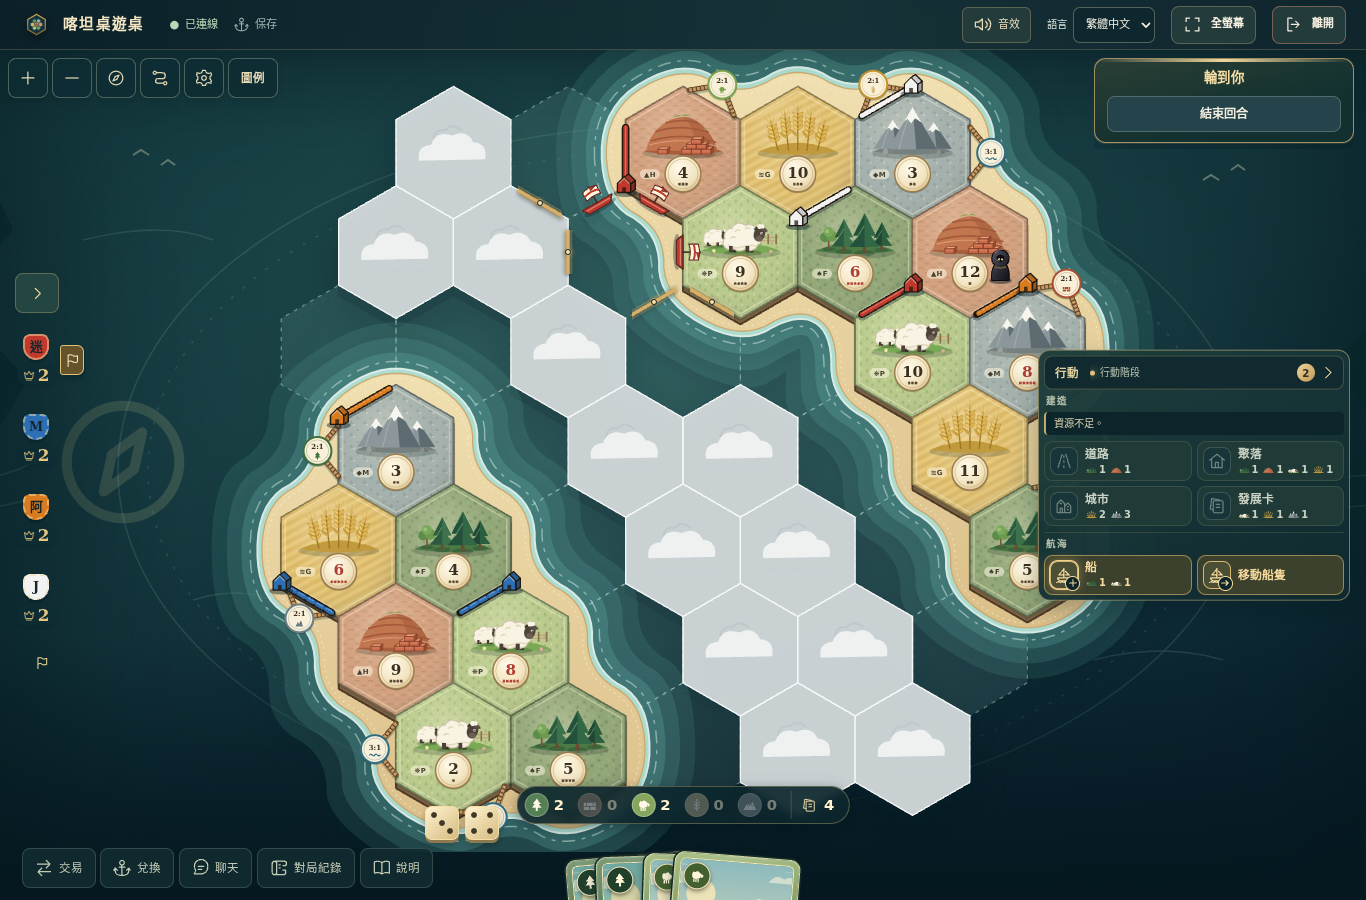 喀坦桌遊桌
已連線
保存
音效
語言
繁體中文
全螢幕
離開
圖例
輪到你
結束回合
2:1
2:1
3:1
▲H
4
≋G
10
◆M
3
❋P
9
♠F
6
▲H
12
2:1
❋P
10
◆M
8
≋G
11
♠F
5
迷
2
M
2
阿
2
J
2
2:1
◆M
3
≋G
6
♠F
4
2:1
▲H
9
❋P
8
3:1
❋P
2
♠F
5
行動
行動階段
2
建造
資源不足。
道路
1 1
聚落
1 1 1 1
城市
2 3
發展卡
1 1 1
航海
船
1 1
移動船隻
2 0 2 0 0 4
交易
兌換
聊天
對局紀錄
說明